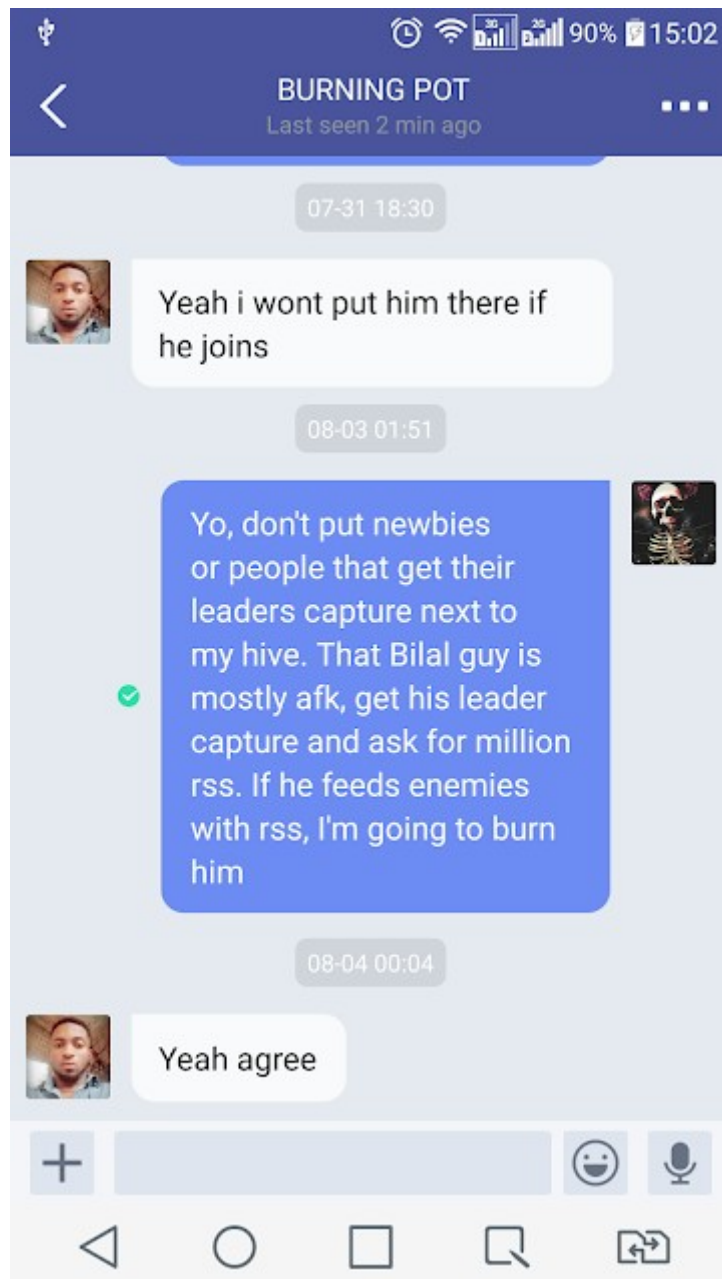 90% 15:02
BURNING POT
Last seen 2 min ago
07-31 18:30
Yeah i wont put him there if
he joins
08-03 01:51
Yo, don't put newbies
or people that get their
leaders capture next to
my hive. That Bilal guy is
mostly afk, get his leader
capture and ask for million
rss. If he feeds enemies
with rss, I'm going to burn
him
08-04 00:04
Yeah agree